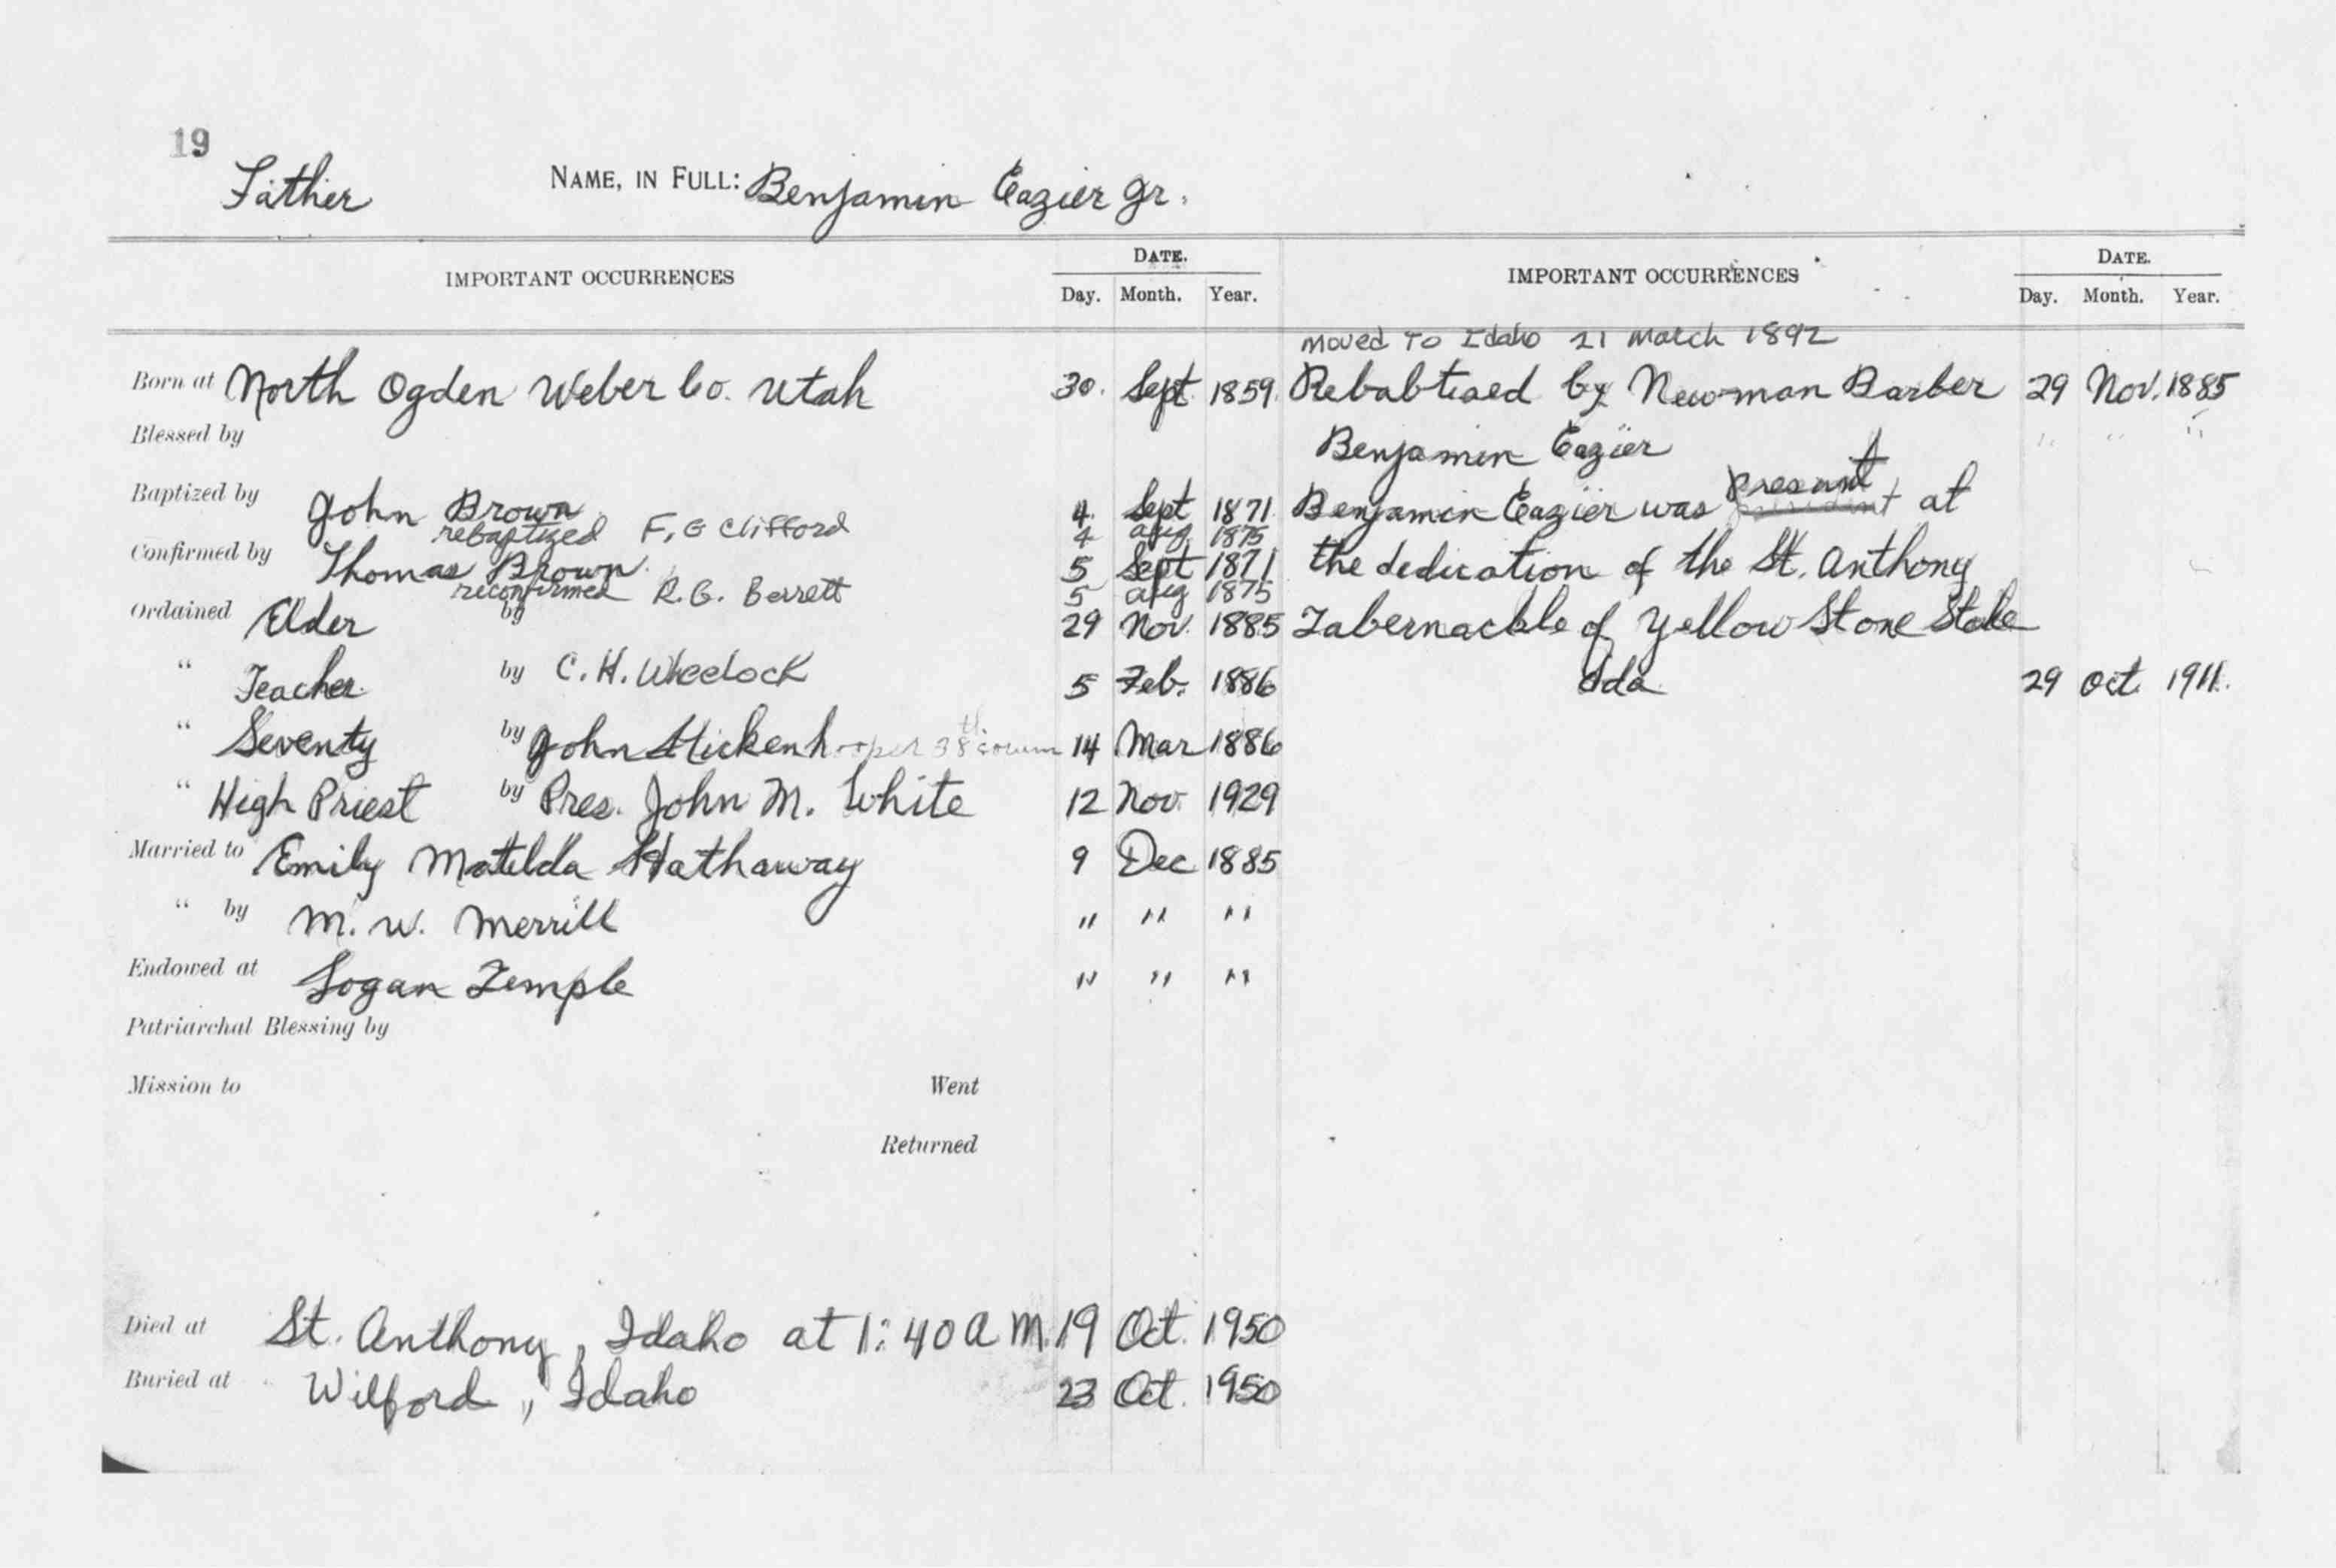 19
Father NAME, IN FULL: Benjamin Cazier Jr.
IMPORTANT OCCURRENCES DATE. Day. Month. Year.
IMPORTANT OCCURRENCES DATE. Day. Month. Year.
Born at North Ogden Weber Co. Utah 30. Sept. 1859.
Blessed by
Baptized by John Brown 4. Sept 1871
rebaptized F, G Clifford 4 aug 1875
Confirmed by Thomas Brown. 5 Sept 1871
reconfirmed R. G. Berrett 5 aug 1875
Ordained Elder by 29 Nov. 1885
" Teacher by C. H. Wheelock 5 Feb. 1886
" Seventy by John Stickenh 38th 14 Mar 1886
" High Priest by Pres. John M. White 12 Nov. 1929
Married to Emily Matilda Hathaway 9 Dec 1885
" by M. W. Merrill " " "
Endowed at Logan Temple " " "
Patriarchal Blessing by
Mission to Went
Returned
Died at St. Anthony, Idaho at 1:40 a M. 19 Oct. 1950
Buried at Wilford, Idaho 23 Oct. 1950
moved To Idaho 21 March 1892
Rebabtised by Newman Barber 29 Nov. 1885
Benjamin Cazier " " "
Benjamin Cazier was present at
the dedication of the St. Anthony
Tabernackle of Yellow Stone Stake
Ida. 29 Oct. 1911.